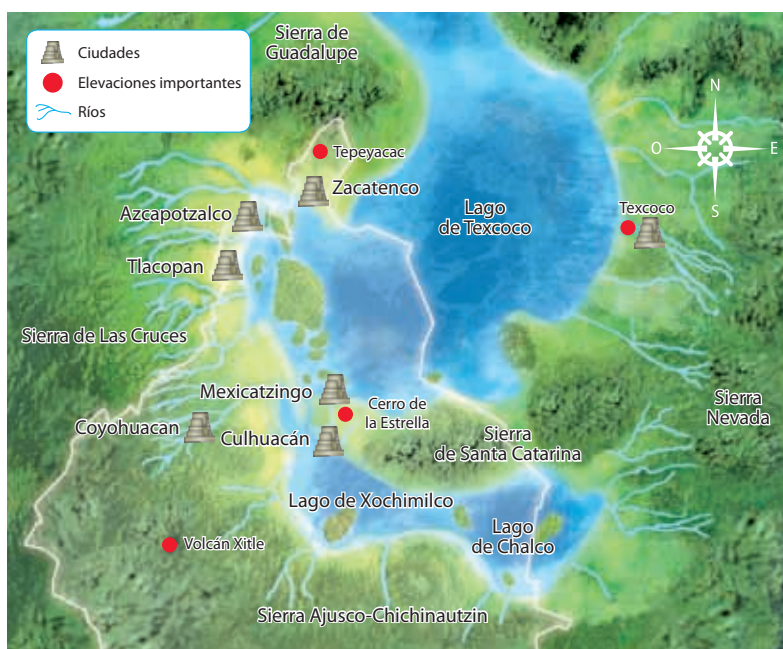 Ciudades
Elevaciones importantes
Ríos
Sierra de
Guadalupe
N
O
E
S
Tepeyacac
Zacatenco
Azcapotzalco
Lago
de Texcoco
Texcoco
Tlacopan
Sierra de Las Cruces
Mexicatzingo
Cerro de
la Estrella
Sierra
Nevada
Coyohuacan
Culhuacán
Sierra
de Santa Catarina
Lago de Xochimilco
Lago
de Chalco
Volcán Xitle
Sierra Ajusco-Chichinautzin